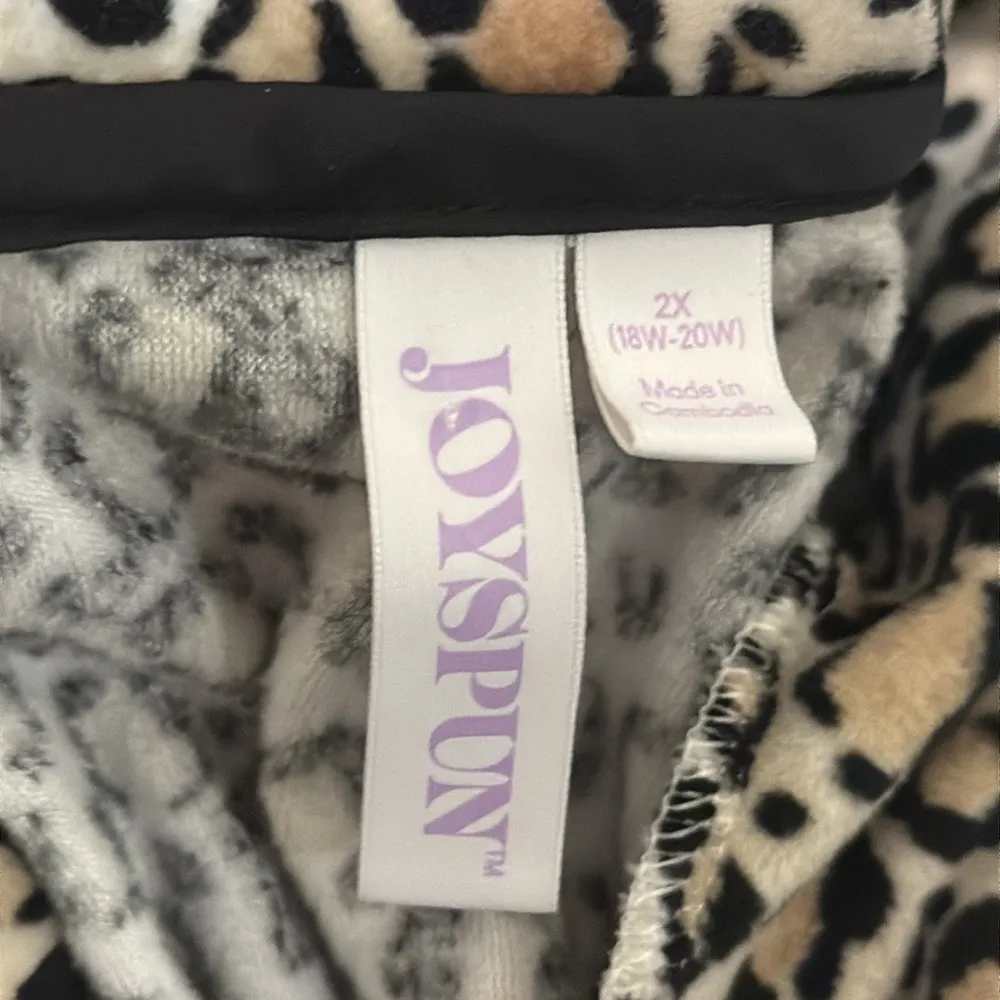 jOYSPUN™
2X
(18W-20W)
Made in
Cambodia